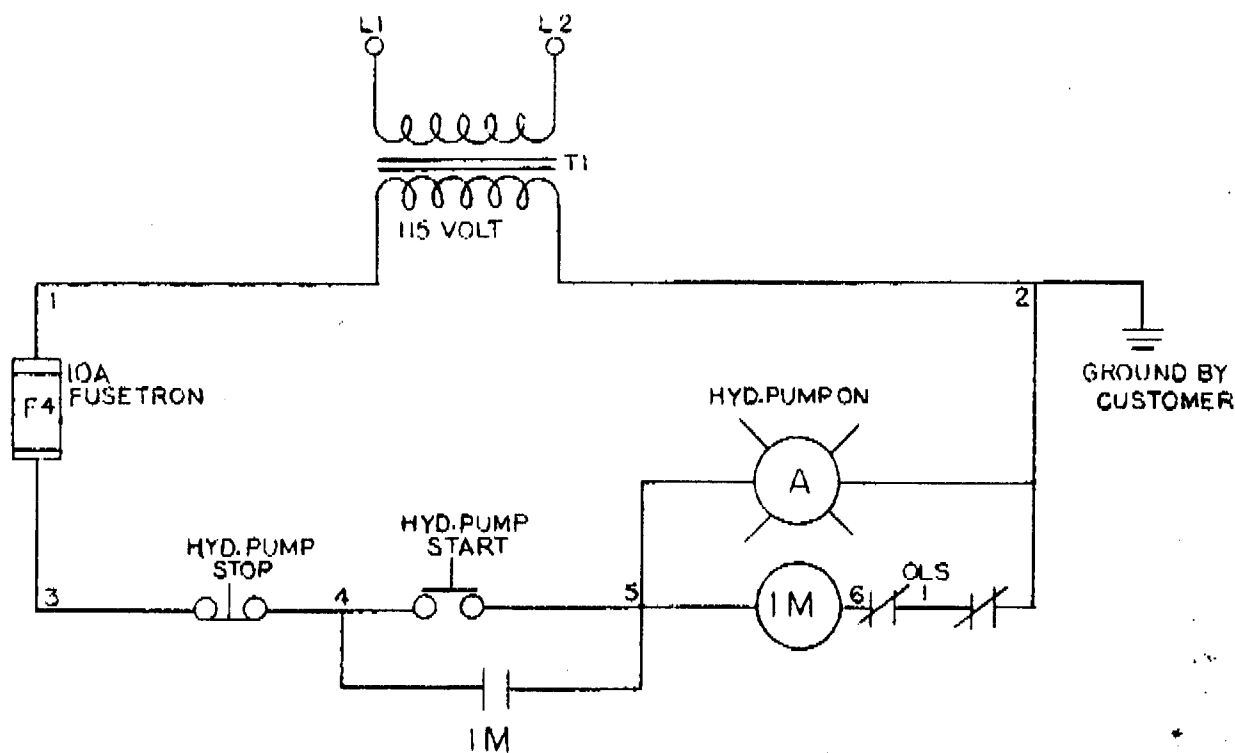 L1
L2
T1
115 VOLT
1
2
10A
FUSETRON
F4
GROUND BY
CUSTOMER
HYD.PUMP ON
A
HYD.PUMP
START
HYD.PUMP
STOP
3
4
5
1M
6
OLS
1
1M